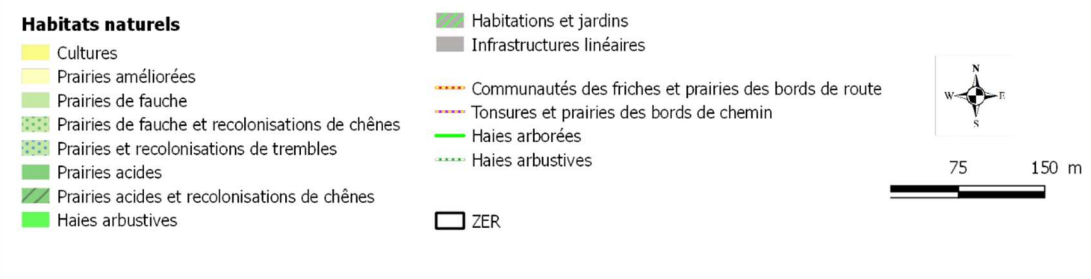 Habitats naturels
Cultures
Prairies améliorées
Prairies de fauche
Prairies de fauche et recolonisations de chênes
Prairies et recolonisations de trembles
Prairies acides
Prairies acides et recolonisations de chênes
Haies arbustives
Habitations et jardins
Infrastructures linéaires
Communautés des friches et prairies des bords de route
Tonsures et prairies des bords de chemin
Haies arborées
Haies arbustives
ZER
N
W E
S
75 150 m